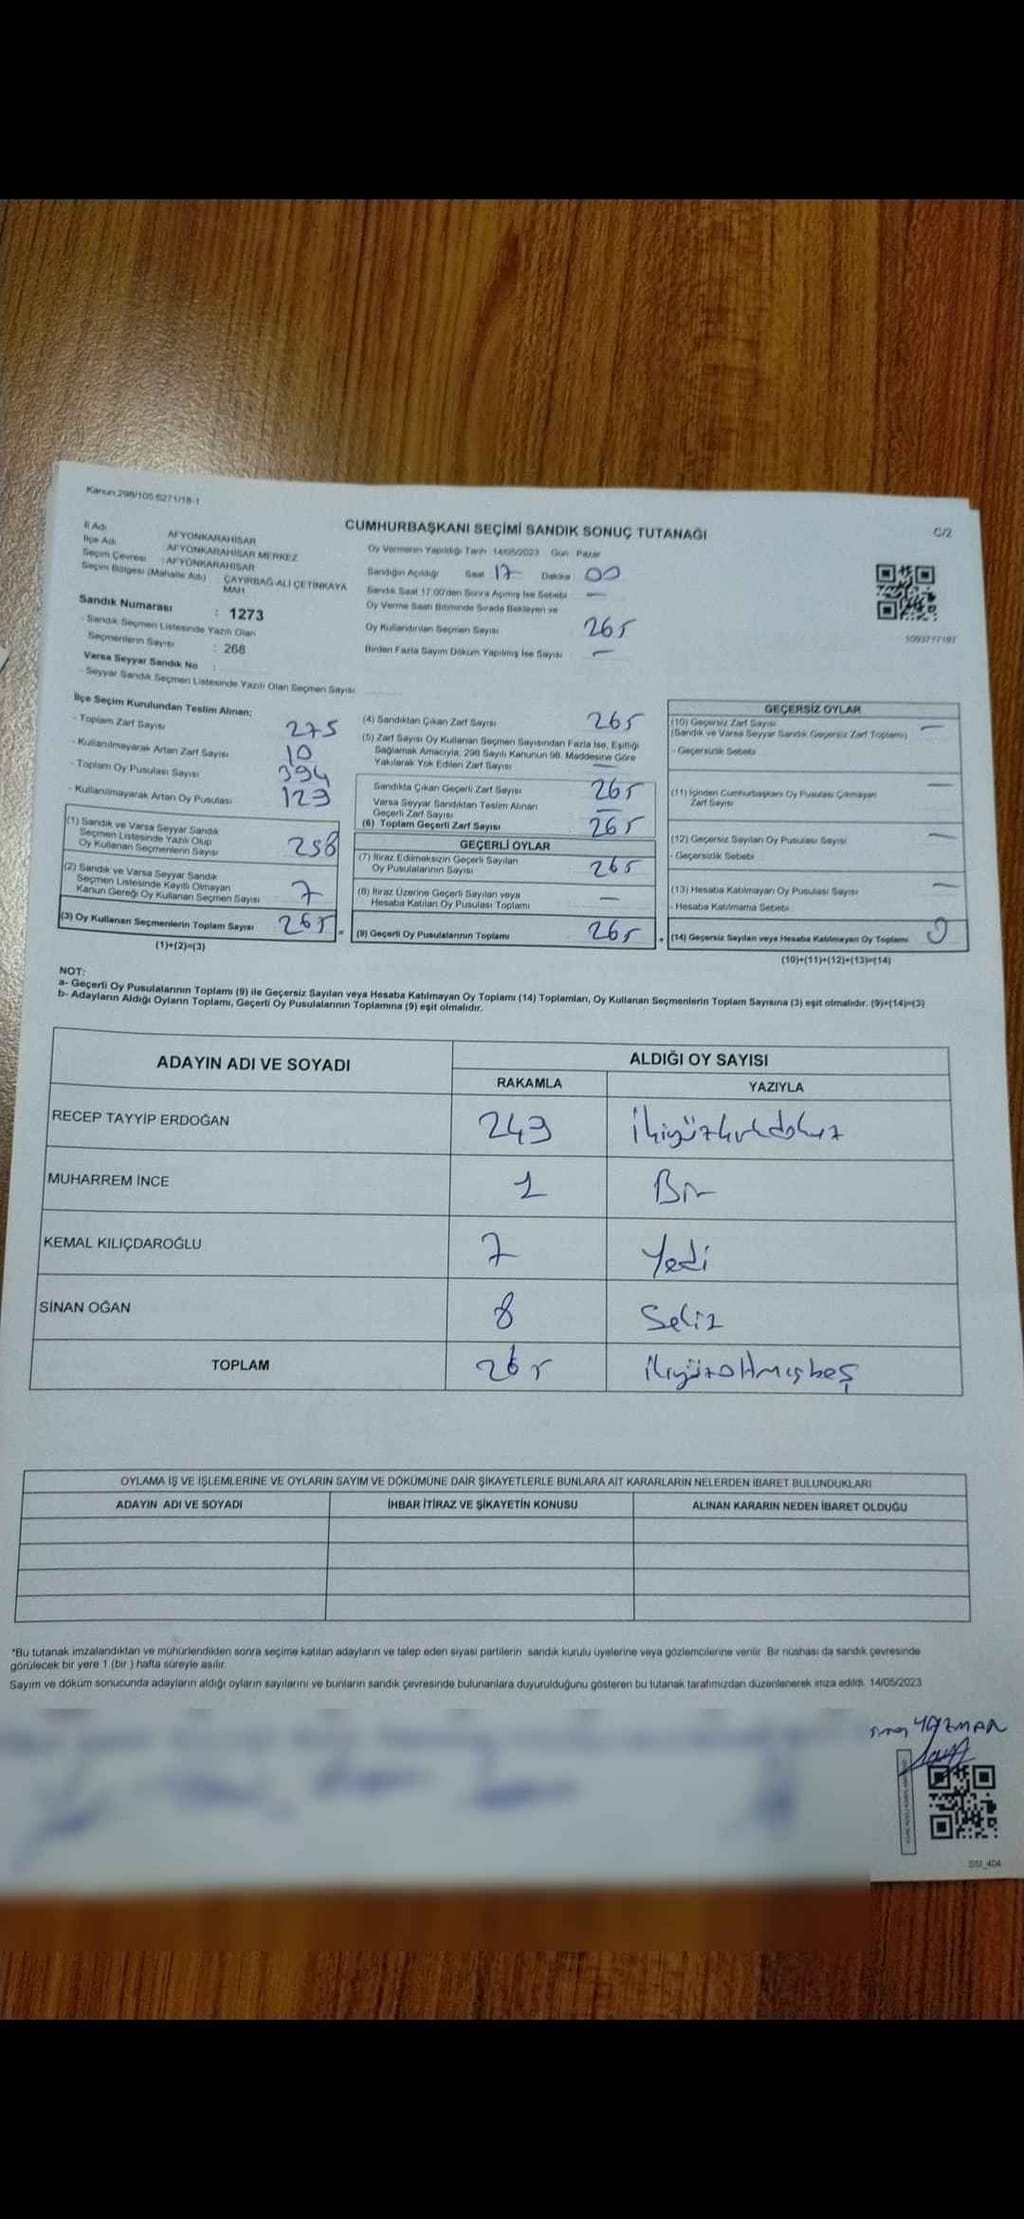 Kanun:298/105 6271/18-1
CUMHURBAŞKANI SEÇİMİ SANDIK SONUÇ TUTANAĞI
C/2
İl Adı AFYONKARAHİSAR
İlçe Adı AFYONKARAHİSAR MERKEZ
Seçim Çevresi : AFYONKARAHİSAR
Seçim Bölgesi (Mahalle Adı) ÇAYIRBAĞ-ALİ ÇETİNKAYA
MAH
Sandık Numarası : 1273
- Sandık Seçmen Listesinde Yazılı Olan
Seçmenlerin Sayısı : 268
Varsa Seyyar Sandık No :
- Seyyar Sandık Seçmen Listesinde Yazılı Olan Seçmen Sayısı
Oy Vermenin Yapıldığı Tarih 14/05/2023 Gün Pazar
Sandığın Açıldığı Saat 17 Dakika 00
Sandık Saat 17.00'den Sonra Açılmış İse Sebebi —
Oy Verme Saati Bitiminde Sırada Bekleyen ve
Oy Kullandırılan Seçmen Sayısı 265
Birden Fazla Sayım Döküm Yapılmış İse Sayısı —
1093777197
İlçe Seçim Kurulundan Teslim Alınan;
- Toplam Zarf Sayısı 275
- Kullanılmayarak Artan Zarf Sayısı 10
- Toplam Oy Pusulası Sayısı 394
- Kullanılmayarak Artan Oy Pusulası 129
(1) Sandık ve Varsa Seyyar Sandık
Seçmen Listesinde Yazılı Olup
Oy Kullanan Seçmenlerin Sayısı 258
(2) Sandık ve Varsa Seyyar Sandık
Seçmen Listesinde Kayıtlı Olmayan
Kanun Gereği Oy Kullanan Seçmen Sayısı 7
(3) Oy Kullanan Seçmenlerin Toplam Sayısı 265
(1)+(2)=(3)
(4) Sandıktan Çıkan Zarf Sayısı 265
(5) Zarf Sayısı Oy Kullanan Seçmen Sayısından Fazla İse, Eşitliği
Sağlamak Amacıyla, 298 Sayılı Kanunun 98. Maddesine Göre
Yakılarak Yok Edilen Zarf Sayısı —
Sandıkta Çıkan Geçerli Zarf Sayısı 265
Varsa Seyyar Sandıktan Teslim Alınan
Geçerli Zarf Sayısı —
(6) Toplam Geçerli Zarf Sayısı 265
GEÇERLİ OYLAR
(7) İtiraz Edilmeksizin Geçerli Sayılan
Oy Pusulalarının Sayısı 265
(8) İtiraz Üzerine Geçerli Sayılan veya
Hesaba Katılan Oy Pusulası Toplamı —
= (9) Geçerli Oy Pusulalarının Toplamı 265
GEÇERSİZ OYLAR
(10) Geçersiz Zarf Sayısı —
(Sandık ve Varsa Seyyar Sandık Geçersiz Zarf Toplamı)
- Geçersizlik Sebebi
(11) İçinden Cumhurbaşkanı Oy Pusulası Çıkmayan —
Zarf Sayısı
(12) Geçersiz Sayılan Oy Pusulası Sayısı —
- Geçersizlik Sebebi
(13) Hesaba Katılmayan Oy Pusulası Sayısı —
- Hesaba Katılmama Sebebi
+ (14) Geçersiz Sayılan veya Hesaba Katılmayan Oy Toplamı 0
(10)+(11)+(12)+(13)=(14)
NOT:
a- Geçerli Oy Pusulalarının Toplamı (9) ile Geçersiz Sayılan veya Hesaba Katılmayan Oy Toplamı (14) Toplamları, Oy Kullanan Seçmenlerin Toplam Sayısına (3) eşit olmalıdır. (9)+(14)=(3)
b- Adayların Aldığı Oyların Toplamı, Geçerli Oy Pusulalarının Toplamına (9) eşit olmalıdır.
ADAYIN ADI VE SOYADI
ALDIĞI OY SAYISI
RAKAMLA YAZIYLA
RECEP TAYYİP ERDOĞAN 249 ikiyüzkırkdokuz
MUHARREM İNCE 1 Bir
KEMAL KILIÇDAROĞLU 7 Yedi
SİNAN OĞAN 8 Sekiz
TOPLAM 265 ikiyüzaltmışbeş
OYLAMA İŞ VE İŞLEMLERİNE VE OYLARIN SAYIM VE DÖKÜMÜNE DAİR ŞİKAYETLERLE BUNLARA AİT KARARLARIN NELERDEN İBARET BULUNDUKLARI
ADAYIN ADI VE SOYADI İHBAR İTİRAZ VE ŞİKAYETİN KONUSU ALINAN KARARIN NEDEN İBARET OLDUĞU
*Bu tutanak imzalandıktan ve mühürlendikten sonra seçime katılan adayların ve talep eden siyasi partilerin sandık kurulu üyelerine veya gözlemcilerine verilir. Bir nüshası da sandık çevresinde
görülecek bir yere 1 (bir ) hafta süreyle asılır.
Sayım ve döküm sonucunda adayların aldığı oyların sayılarını ve bunların sandık çevresinde bulunanlara duyurulduğunu gösteren bu tutanak tarafımızdan düzenlenerek imza edildi. 14/05/2023
YAZMAN
SSI_404